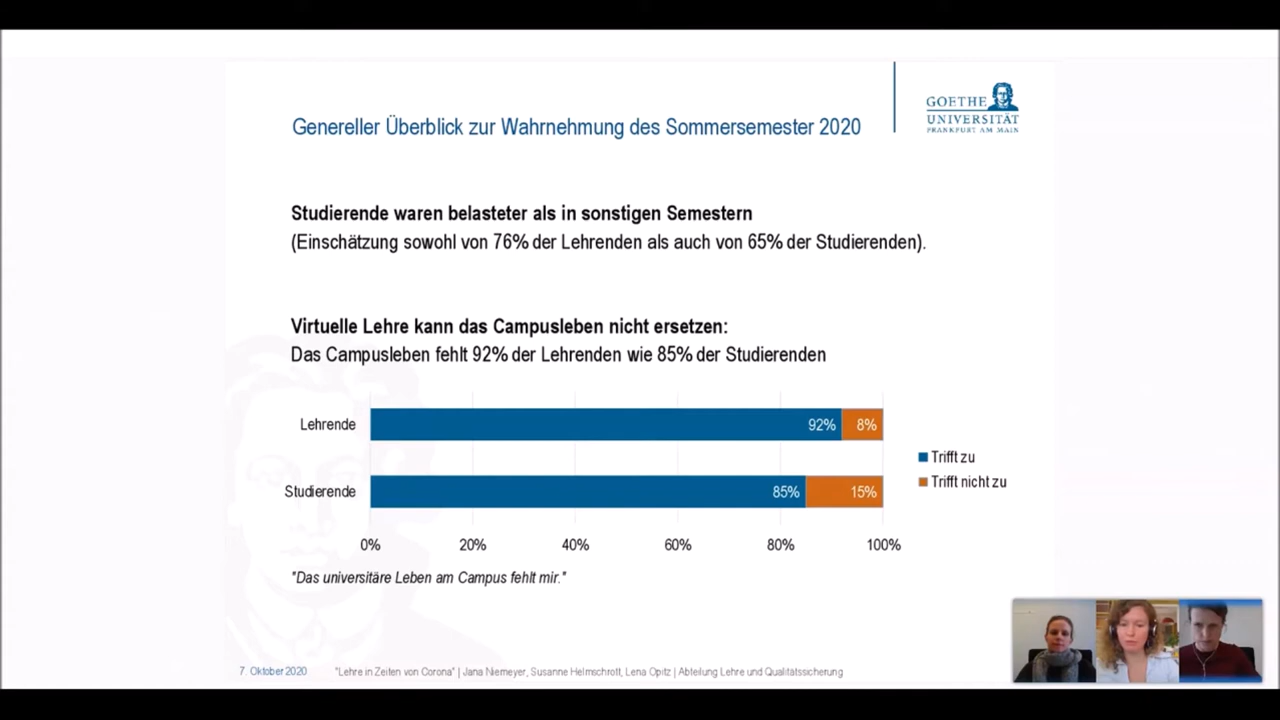 GOETHE
UNIVERSITÄT
FRANKFURT AM MAIN
Genereller Überblick zur Wahrnehmung des Sommersemester 2020
Studierende waren belasteter als in sonstigen Semestern
(Einschätzung sowohl von 76% der Lehrenden als auch von 65% der Studierenden).
Virtuelle Lehre kann das Campusleben nicht ersetzen:
Das Campusleben fehlt 92% der Lehrenden wie 85% der Studierenden
Lehrende 92% 8%
Trifft zu
Trifft nicht zu
Studierende 85% 15%
0% 20% 40% 60% 80% 100%
"Das universitäre Leben am Campus fehlt mir."
7. Oktober 2020 "Lehre in Zeiten von Corona" | Jana Niemeyer, Susanne Helmschrott, Lena Opitz | Abteilung Lehre und Qualitätssicherung